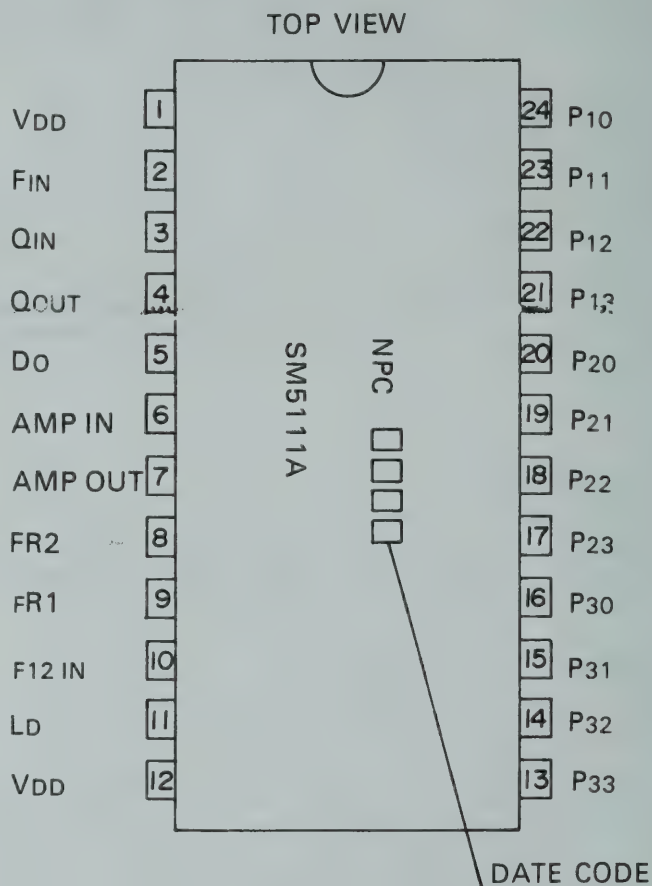 TOP VIEW
VDD 1 24 P10
FIN 2 23 P11
QIN 3 22 P12
QOUT 4 21 P13
DO 5 20 P20
AMP IN 6 19 P21
AMP OUT 7 18 P22
FR2 8 17 P23
FR1 9 16 P30
F12 IN 10 15 P31
LD 11 14 P32
VDD 12 13 P33
SM5111A
NPC
DATE CODE